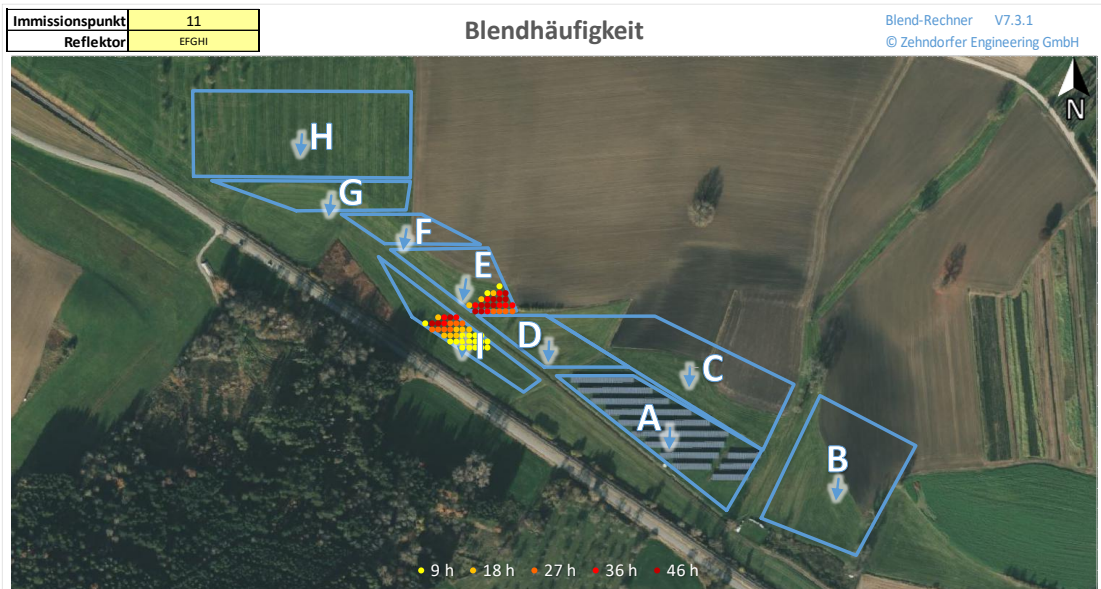 Immissionspunkt 11
Reflektor EFGHI
Blendhäufigkeit
Blend-Rechner V7.3.1
© Zehndorfer Engineering GmbH
N
H
G
F
E
D
I
C
A
B
9 h 18 h 27 h 36 h 46 h